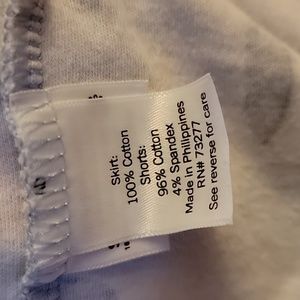 Skirt:
100% Cotton
Shorts:
96% Cotton
4% Spandex
Made in Philippines
RN# 73277
See reverse for care